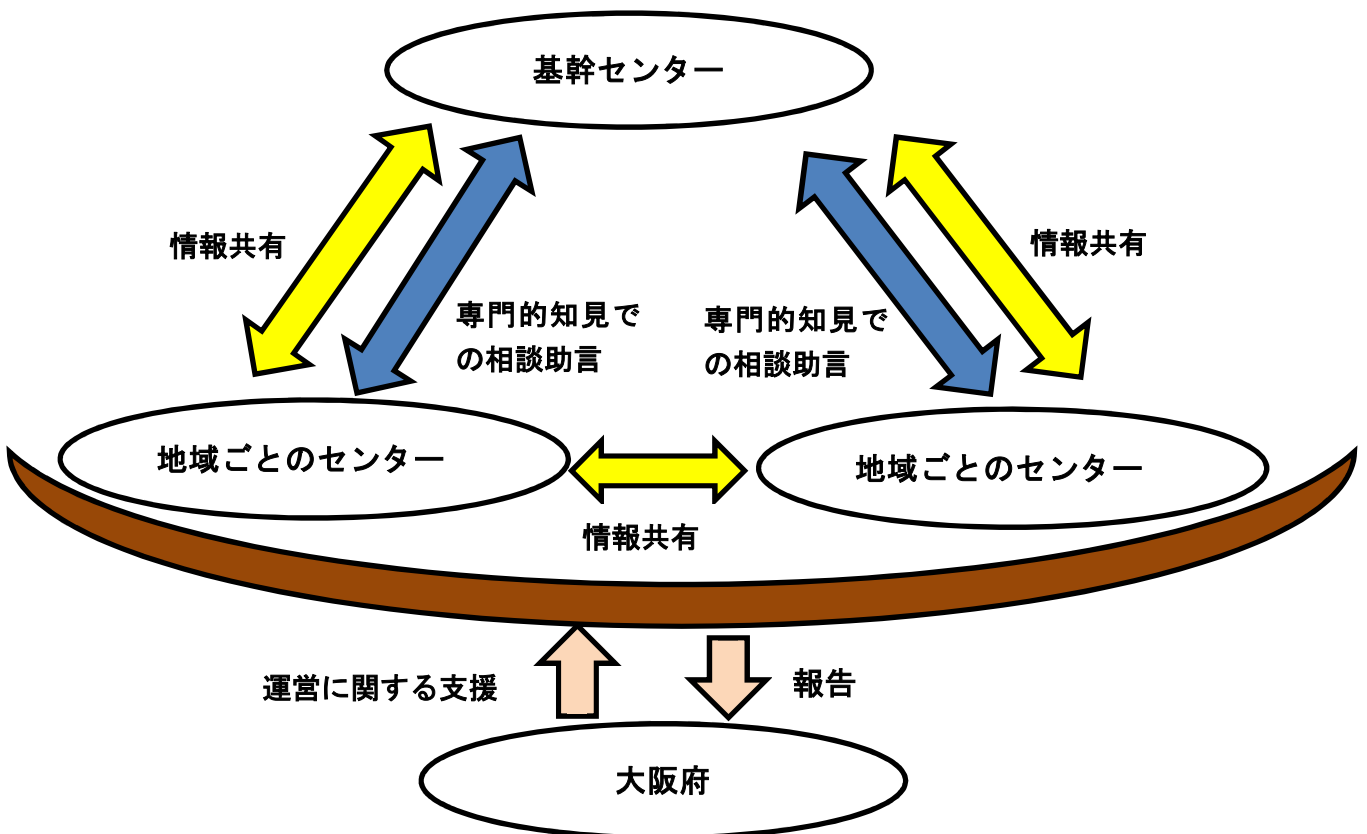 基幹センター
情報共有
情報共有
専門的知見で
の相談助言
専門的知見で
の相談助言
地域ごとのセンター
地域ごとのセンター
情報共有
運営に関する支援
報告
大阪府